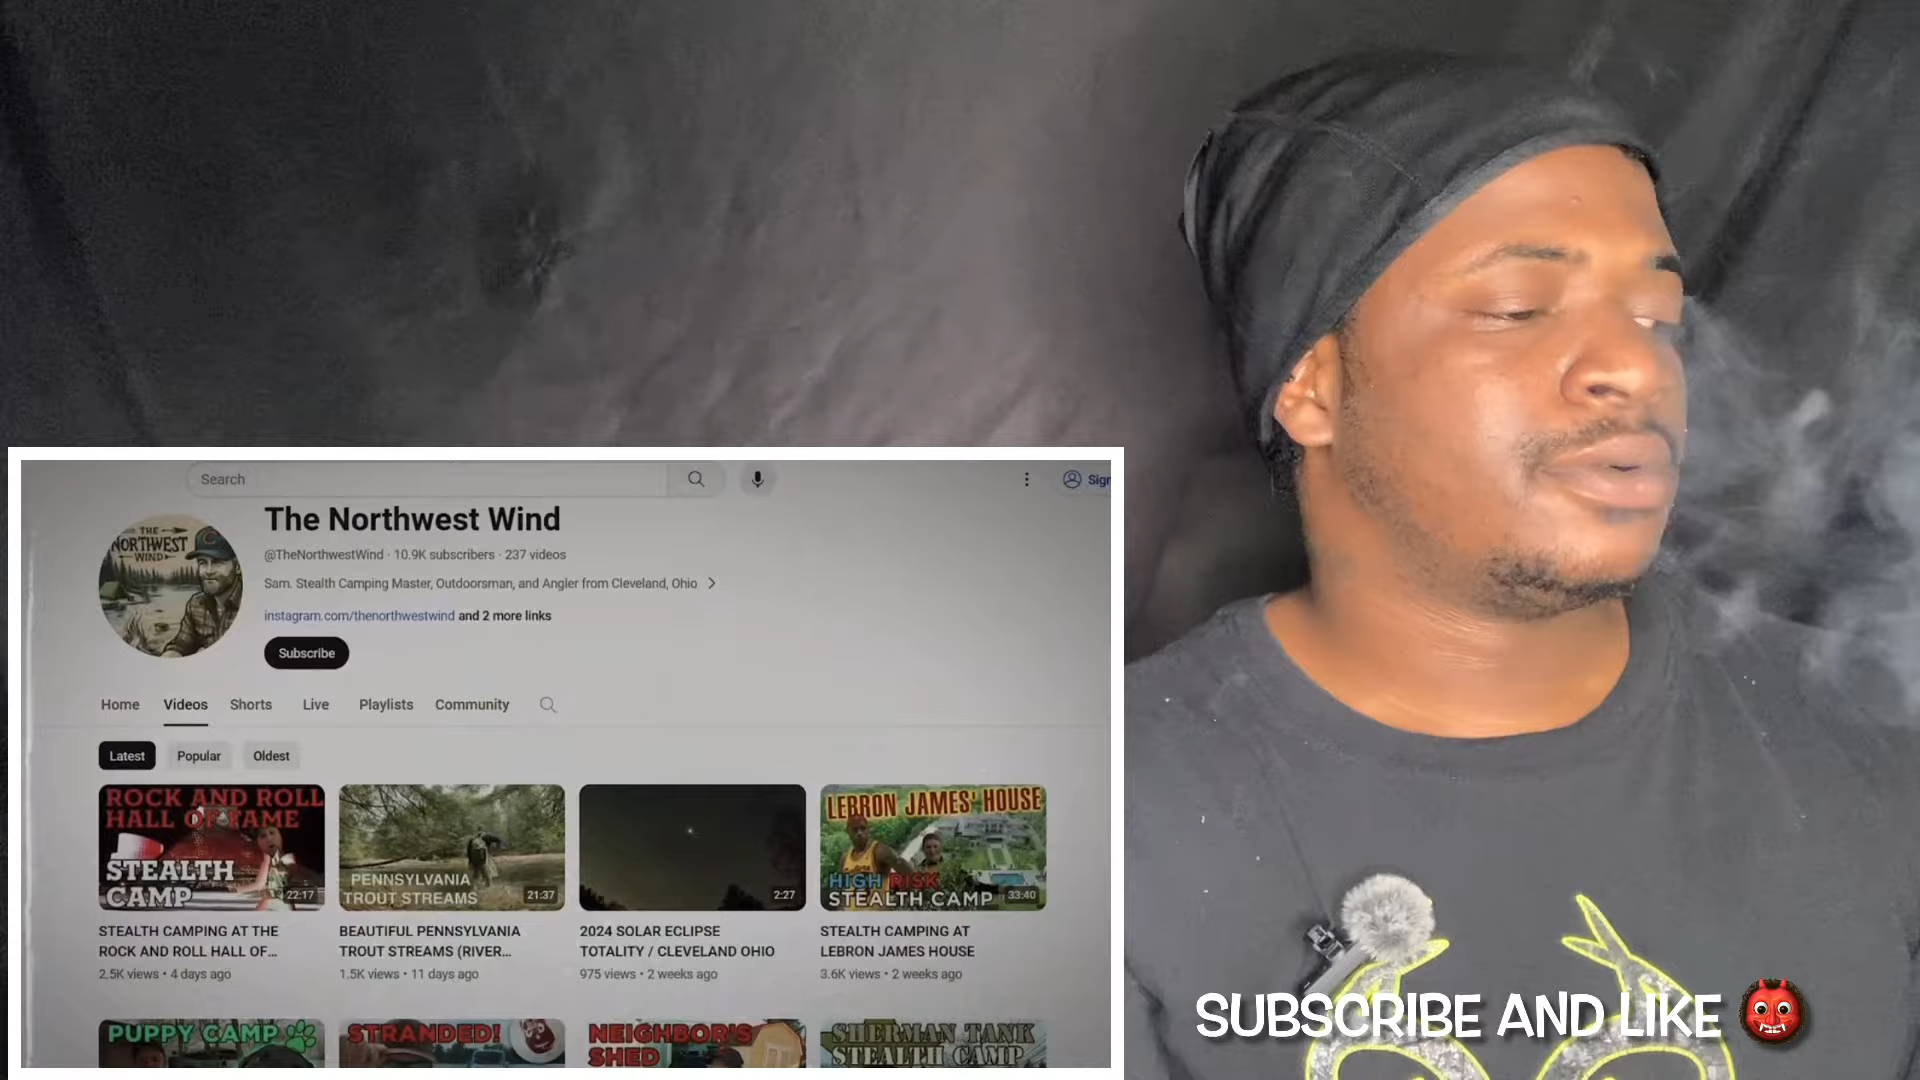 Search
Sign
THE
NORTHWEST
WIND
The Northwest Wind
@TheNorthwestWind · 10.9K subscribers · 237 videos
Sam. Stealth Camping Master, Outdoorsman, and Angler from Cleveland, Ohio
instagram.com/thenorthwestwind and 2 more links
Subscribe
Home Videos Shorts Live Playlists Community
Latest Popular Oldest
ROCK AND ROLL
HALL OF FAME
STEALTH
CAMP
22:17
PENNSYLVANIA
TROUT STREAMS
21:37
2:27
LEBRON JAMES' HOUSE
HIGH RISK
STEALTH CAMP
33:40
STEALTH CAMPING AT THE
ROCK AND ROLL HALL OF...
2.5K views • 4 days ago
BEAUTIFUL PENNSYLVANIA
TROUT STREAMS (RIVER...
1.5K views • 11 days ago
2024 SOLAR ECLIPSE
TOTALITY / CLEVELAND OHIO
975 views • 2 weeks ago
STEALTH CAMPING AT
LEBRON JAMES HOUSE
3.6K views • 2 weeks ago
PUPPY CAMP
STRANDED!
NEIGHBOR'S
SHED
SHERMAN TANK
STEALTH CAMP
SUBSCRIBE AND LIKE